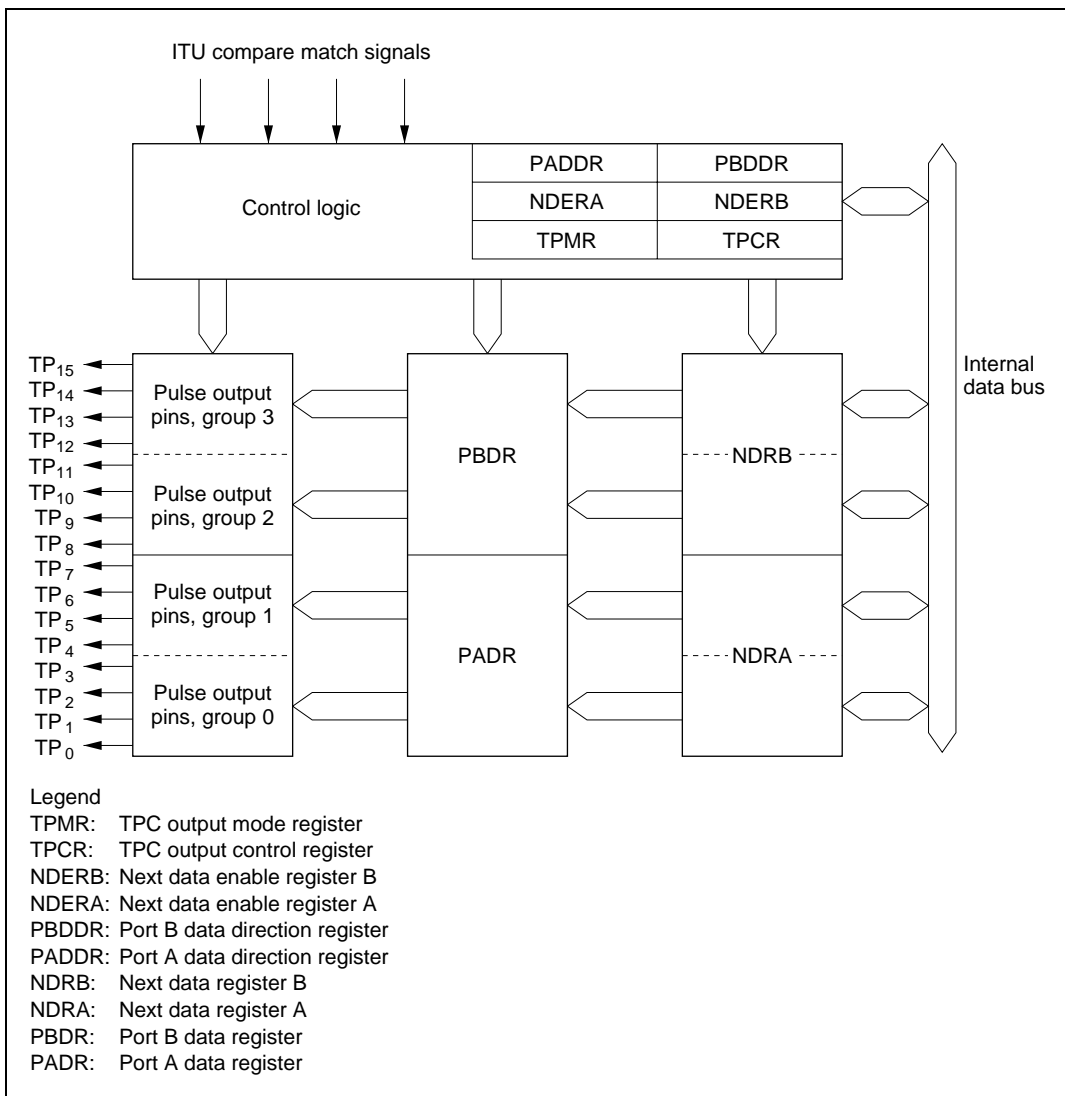 ITU compare match signals
Control logic
PADDR PBDDR
NDERA NDERB
TPMR TPCR
Internal
data bus
TP15
TP14
TP13
TP12
TP11
TP10
TP9
TP8
TP7
TP6
TP5
TP4
TP3
TP2
TP1
TP0
Pulse output
pins, group 3
Pulse output
pins, group 2
Pulse output
pins, group 1
Pulse output
pins, group 0
PBDR
PADR
NDRB
NDRA
Legend
TPMR: TPC output mode register
TPCR: TPC output control register
NDERB: Next data enable register B
NDERA: Next data enable register A
PBDDR: Port B data direction register
PADDR: Port A data direction register
NDRB: Next data register B
NDRA: Next data register A
PBDR: Port B data register
PADR: Port A data register